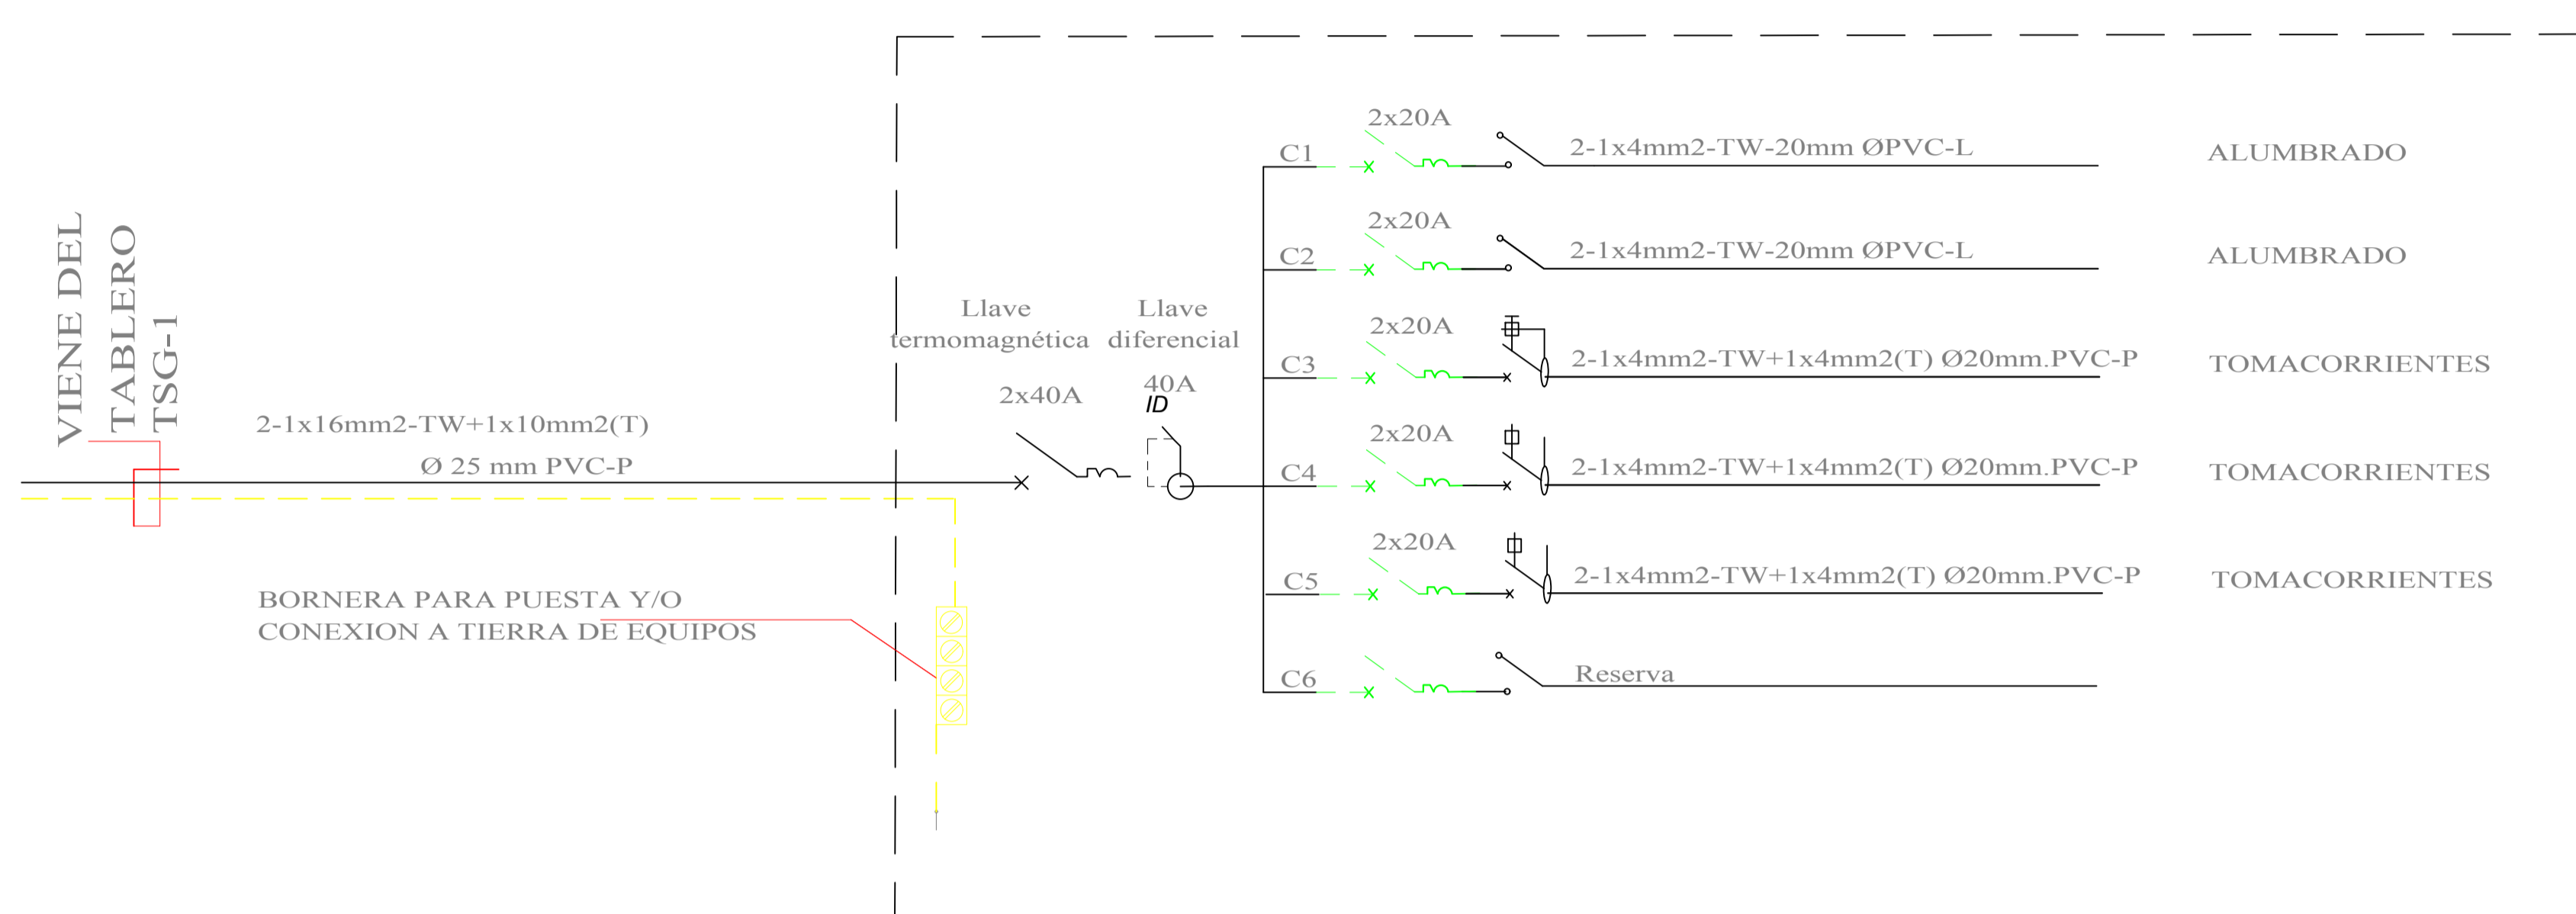 VIENE DEL
TABLERO
TSG-1
2-1x16mm2-TW+1x10mm2(T)
Ø 25 mm PVC-P
BORNERA PARA PUESTA Y/O
CONEXION A TIERRA DE EQUIPOS
Llave
termomagnética
2x40A
Llave
diferencial
40A
ID
C1
2x20A
2-1x4mm2-TW-20mm ØPVC-L
ALUMBRADO
C2
2x20A
2-1x4mm2-TW-20mm ØPVC-L
ALUMBRADO
C3
2x20A
2-1x4mm2-TW+1x4mm2(T) Ø20mm.PVC-P
TOMACORRIENTES
C4
2x20A
2-1x4mm2-TW+1x4mm2(T) Ø20mm.PVC-P
TOMACORRIENTES
C5
2x20A
2-1x4mm2-TW+1x4mm2(T) Ø20mm.PVC-P
TOMACORRIENTES
C6
Reserva